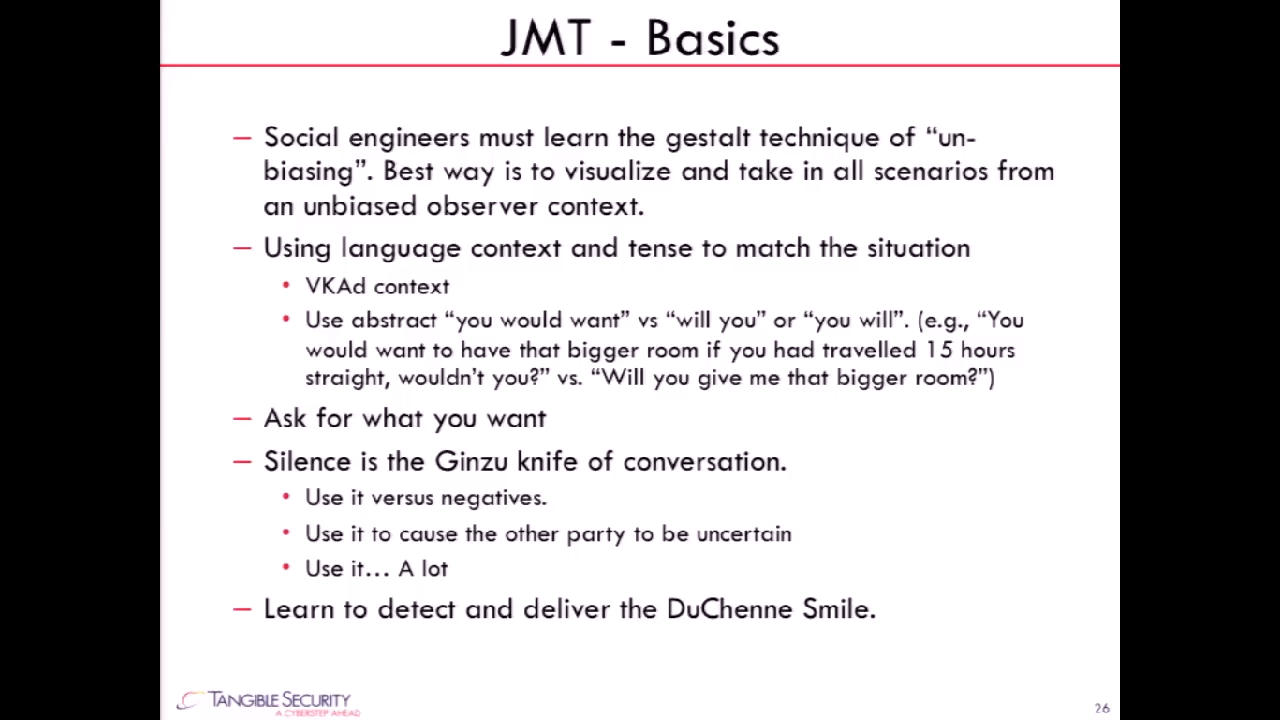 JMT - Basics
– Social engineers must learn the gestalt technique of “un-
biasing”. Best way is to visualize and take in all scenarios from
an unbiased observer context.
– Using language context and tense to match the situation
• VKAd context
• Use abstract “you would want” vs “will you” or “you will”. (e.g., “You
would want to have that bigger room if you had travelled 15 hours
straight, wouldn’t you?” vs. “Will you give me that bigger room?”)
– Ask for what you want
– Silence is the Ginzu knife of conversation.
• Use it versus negatives.
• Use it to cause the other party to be uncertain
• Use it… A lot
– Learn to detect and deliver the DuChenne Smile.
TANGIBLE SECURITY
A CYBERSTEP AHEAD
26